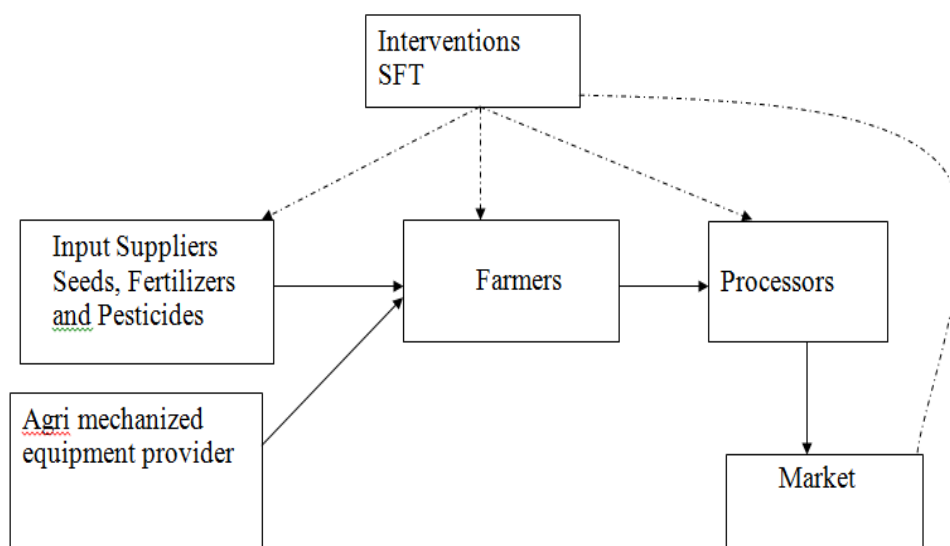 Interventions
SFT
Input Suppliers
Seeds, Fertilizers
and Pesticides
Farmers
Processors
Agri mechanized
equipment provider
Market